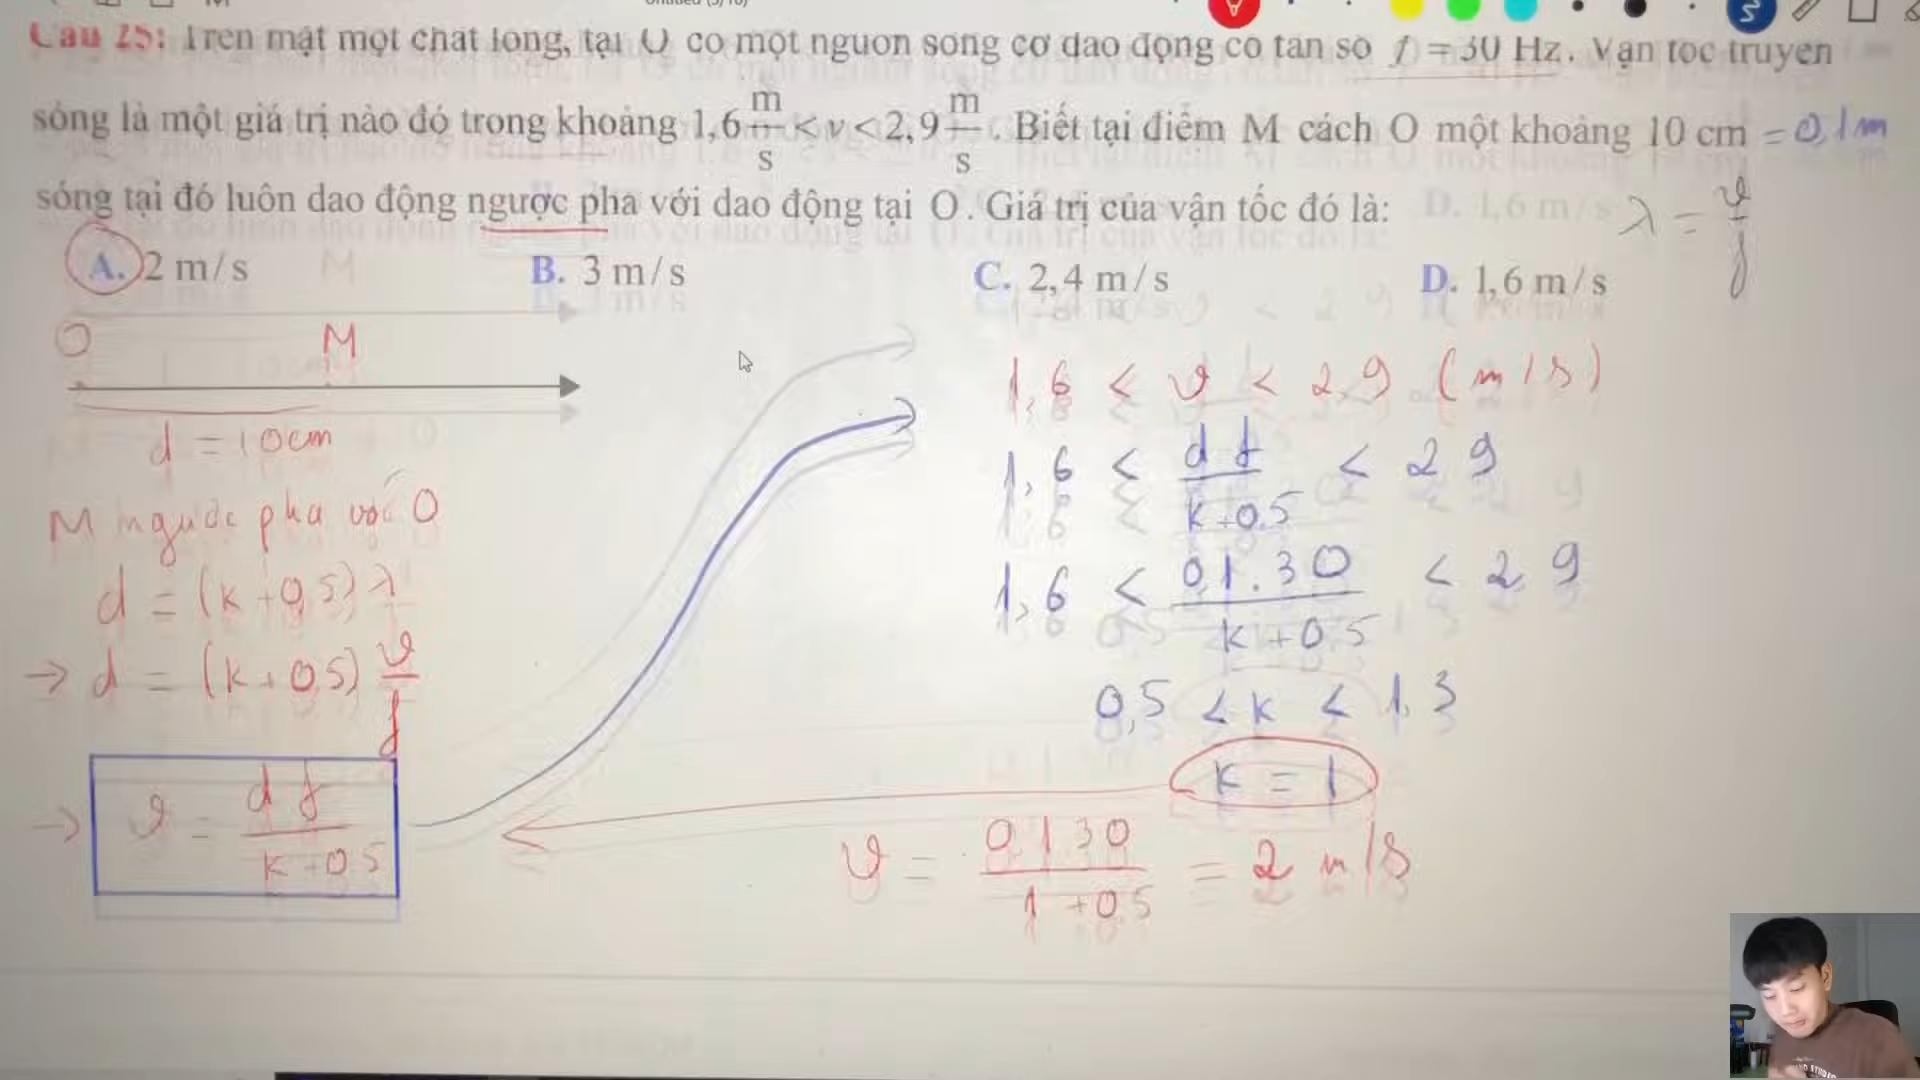 Câu 25: Trên mặt một chất lỏng, tại O có một nguồn sóng cơ dao động có tần số f = 30 Hz. Vận tốc truyền
sóng là một giá trị nào đó trong khoảng 1,6 m/s < v < 2,9 m/s. Biết tại điểm M cách O một khoảng 10 cm = 0,1m
sóng tại đó luôn dao động ngược pha với dao động tại O. Giá trị của vận tốc đó là:
λ = v/f
A. 2 m/s B. 3 m/s C. 2,4 m/s D. 1,6 m/s
O M
d = 10cm
M ngược pha với O
d = (k+0,5)λ
→ d = (k+0,5) v/f
→ v = d f / k+0,5
1,6 < v < 2,9 (m/s)
1,6 < d f / k+0,5 < 2,9
1,6 < 0,1.30 / k+0,5 < 2,9
0,5 < k < 1,3
k = 1
v = 0,1.30 / 1+0,5 = 2 m/s